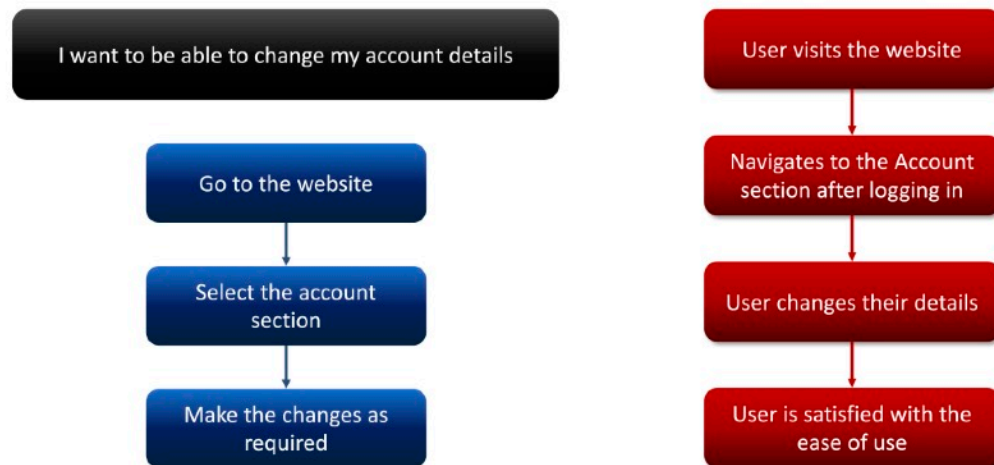 I want to be able to change my account details
Go to the website
Select the account
section
Make the changes as
required
User visits the website
Navigates to the Account
section after logging in
User changes their details
User is satisfied with the
ease of use